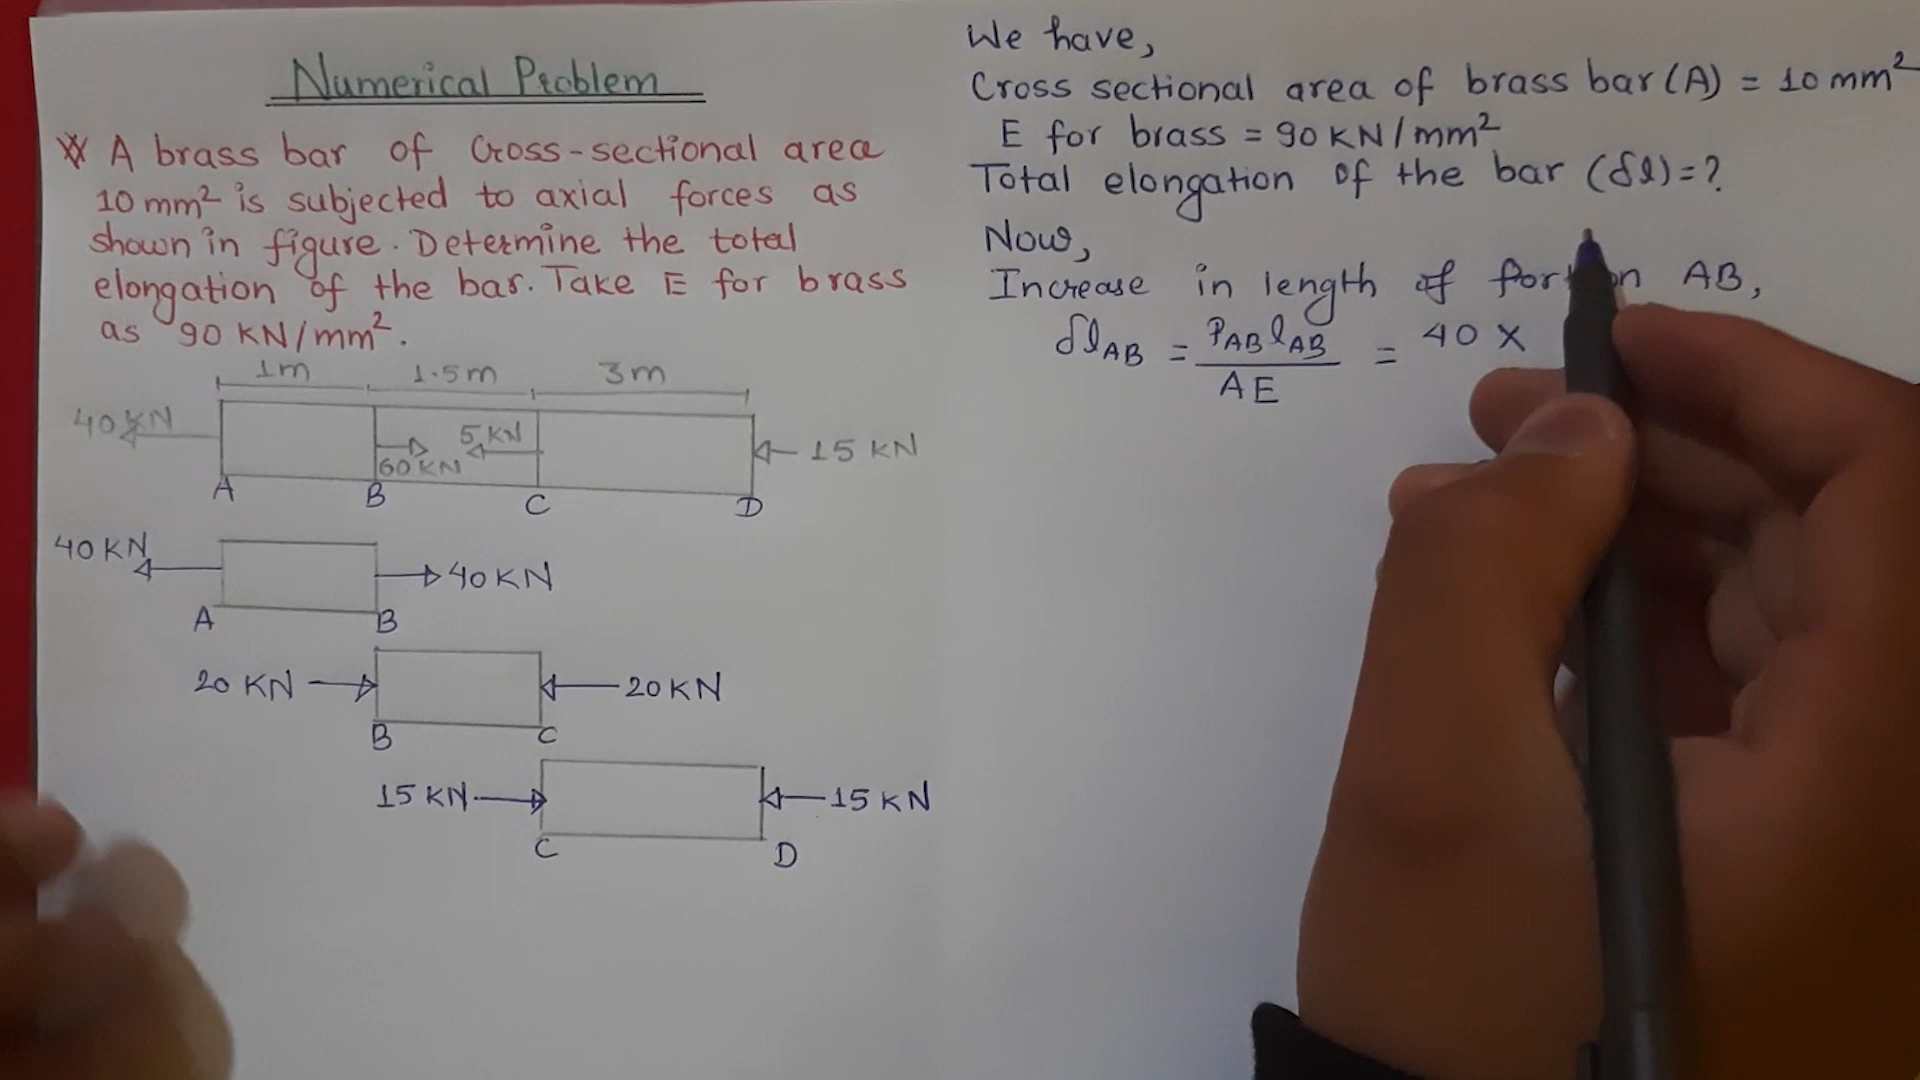 Numerical Problem
※ A brass bar of Cross-sectional area
10 mm² is subjected to axial forces as
shown in figure. Determine the total
elongation of the bar. Take E for brass
as 90 KN/mm².
1m 1.5m 3m
40 KN 60 KN 5 KN 15 KN
A B C D
40 KN 40 KN
A B
20 KN 20 KN
B C
15 KN 15 KN
C D
We have,
Cross sectional area of brass bar (A) = 10 mm²
E for brass = 90 KN/mm²
Total elongation of the bar (δl) = ?
Now,
Increase in length of AB,
δl_AB = P_AB l_AB / AE = 40 ×